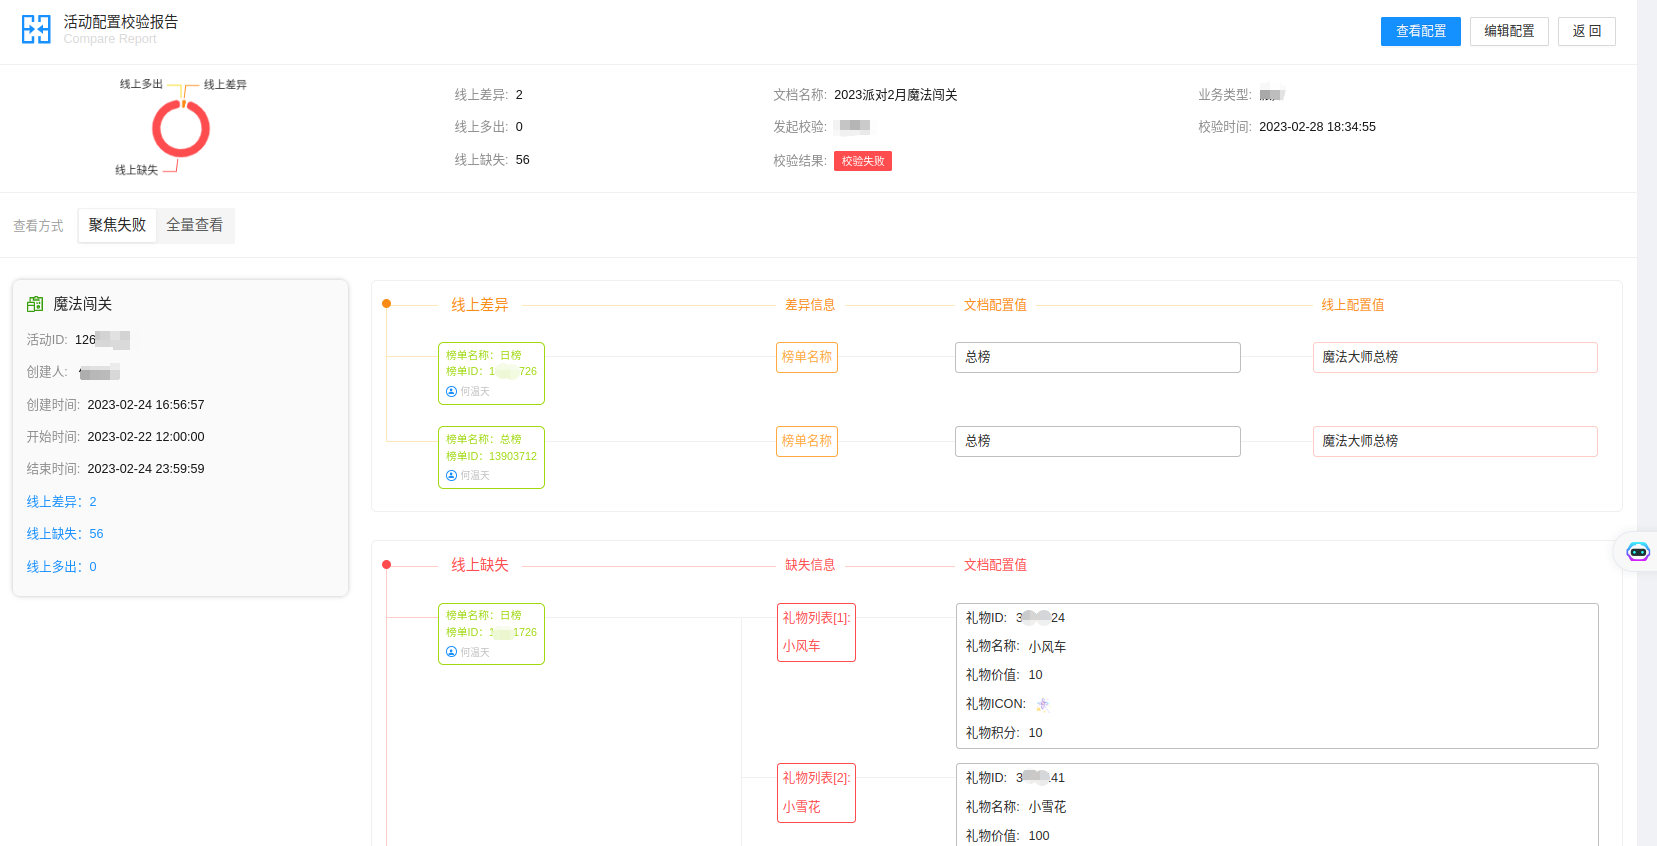 活动配置校验报告
Compare Report
查看配置 编辑配置 返 回
线上多出 线上差异
线上缺失
线上差异: 2 文档名称: 2023派对2月魔法闯关 业务类型:
线上多出: 0 发起校验: 校验时间: 2023-02-28 18:34:55
线上缺失: 56 校验结果: 校验失败
查看方式 聚焦失败 全量查看
魔法闯关
活动ID: 126
创建人:
创建时间: 2023-02-24 16:56:57
开始时间: 2023-02-22 12:00:00
结束时间: 2023-02-24 23:59:59
线上差异: 2
线上缺失: 56
线上多出: 0
线上差异 差异信息 文档配置值 线上配置值
榜单名称: 日榜
榜单ID: 1 726
何温天
榜单名称 总榜 魔法大师总榜
榜单名称: 总榜
榜单ID: 13903712
何温天
榜单名称 总榜 魔法大师总榜
线上缺失 缺失信息 文档配置值
榜单名称: 日榜
榜单ID: 1 1726
何温天
礼物列表[1]:
小风车
礼物ID: 3 24
礼物名称: 小风车
礼物价值: 10
礼物ICON:
礼物积分: 10
礼物列表[2]:
小雪花
礼物ID: 3 41
礼物名称: 小雪花
礼物价值: 100